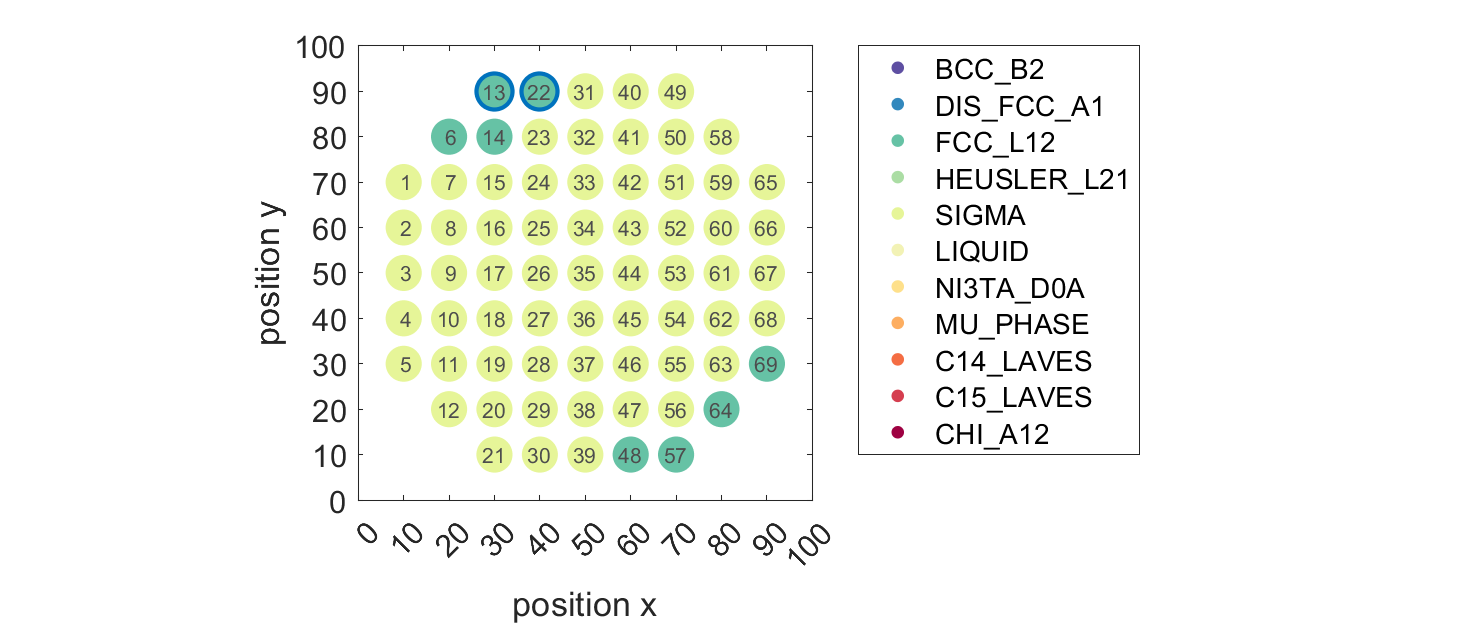 100
90 13 22 31 40 49
80 6 14 23 32 41 50 58
70 1 7 15 24 33 42 51 59 65
60 2 8 16 25 34 43 52 60 66
50 3 9 17 26 35 44 53 61 67
40 4 10 18 27 36 45 54 62 68
30 5 11 19 28 37 46 55 63 69
20 12 20 29 38 47 56 64
10 21 30 39 48 57
0
0 10 20 30 40 50 60 70 80 90 100
position x
position y
BCC_B2
DIS_FCC_A1
FCC_L12
HEUSLER_L21
SIGMA
LIQUID
NI3TA_D0A
MU_PHASE
C14_LAVES
C15_LAVES
CHI_A12